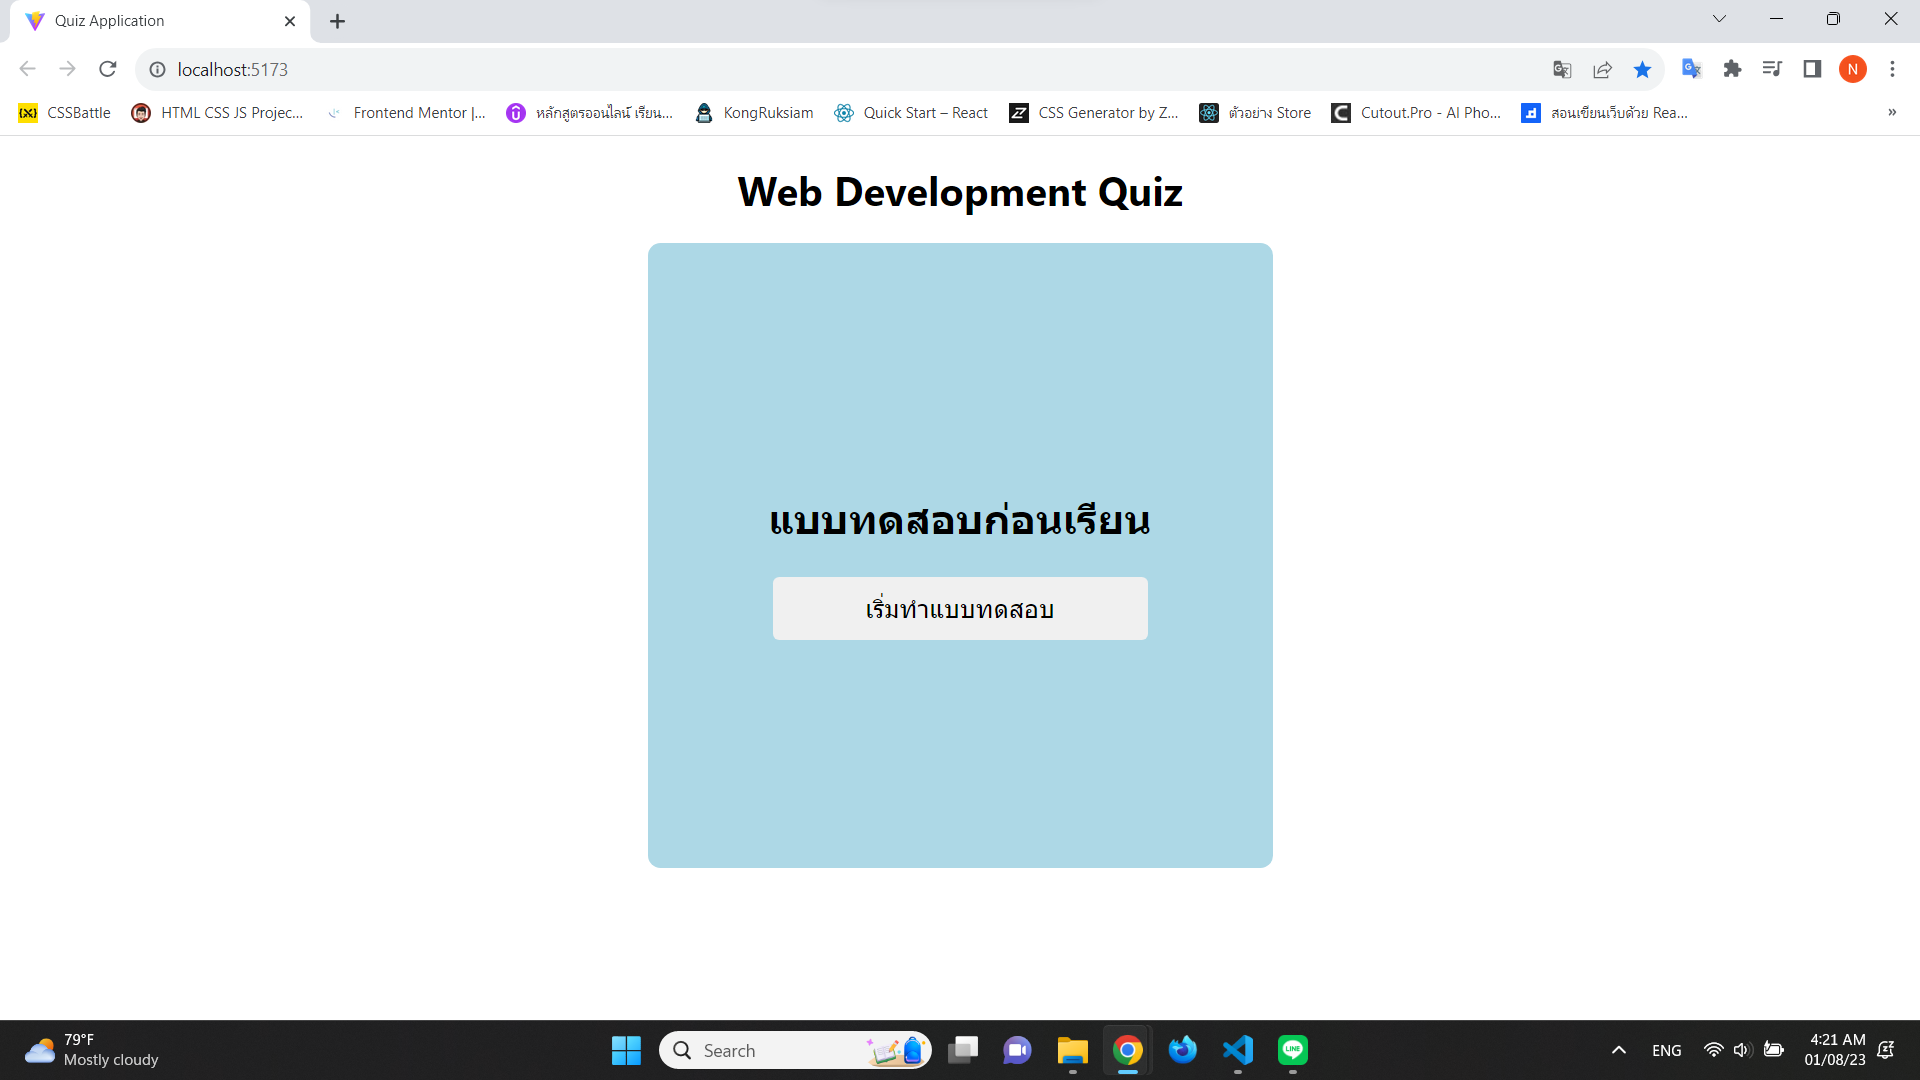 Quiz Application
localhost:5173
N
CSSBattle
HTML CSS JS Projec...
Frontend Mentor |...
หลักสูตรออนไลน์ เรียน...
KongRuksiam
Quick Start – React
CSS Generator by Z...
ตัวอย่าง Store
Cutout.Pro - AI Pho...
สอนเขียนเว็บด้วย Rea...
Web Development Quiz
แบบทดสอบก่อนเรียน
เริ่มทำแบบทดสอบ
79°F
Mostly cloudy
Search
LINE
ENG
4:21 AM
01/08/23